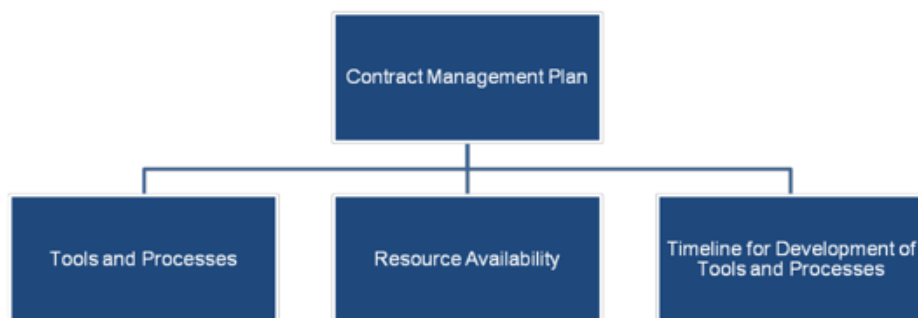 Contract Management Plan
Tools and Processes
Resource Availability
Timeline for Development of
Tools and Processes